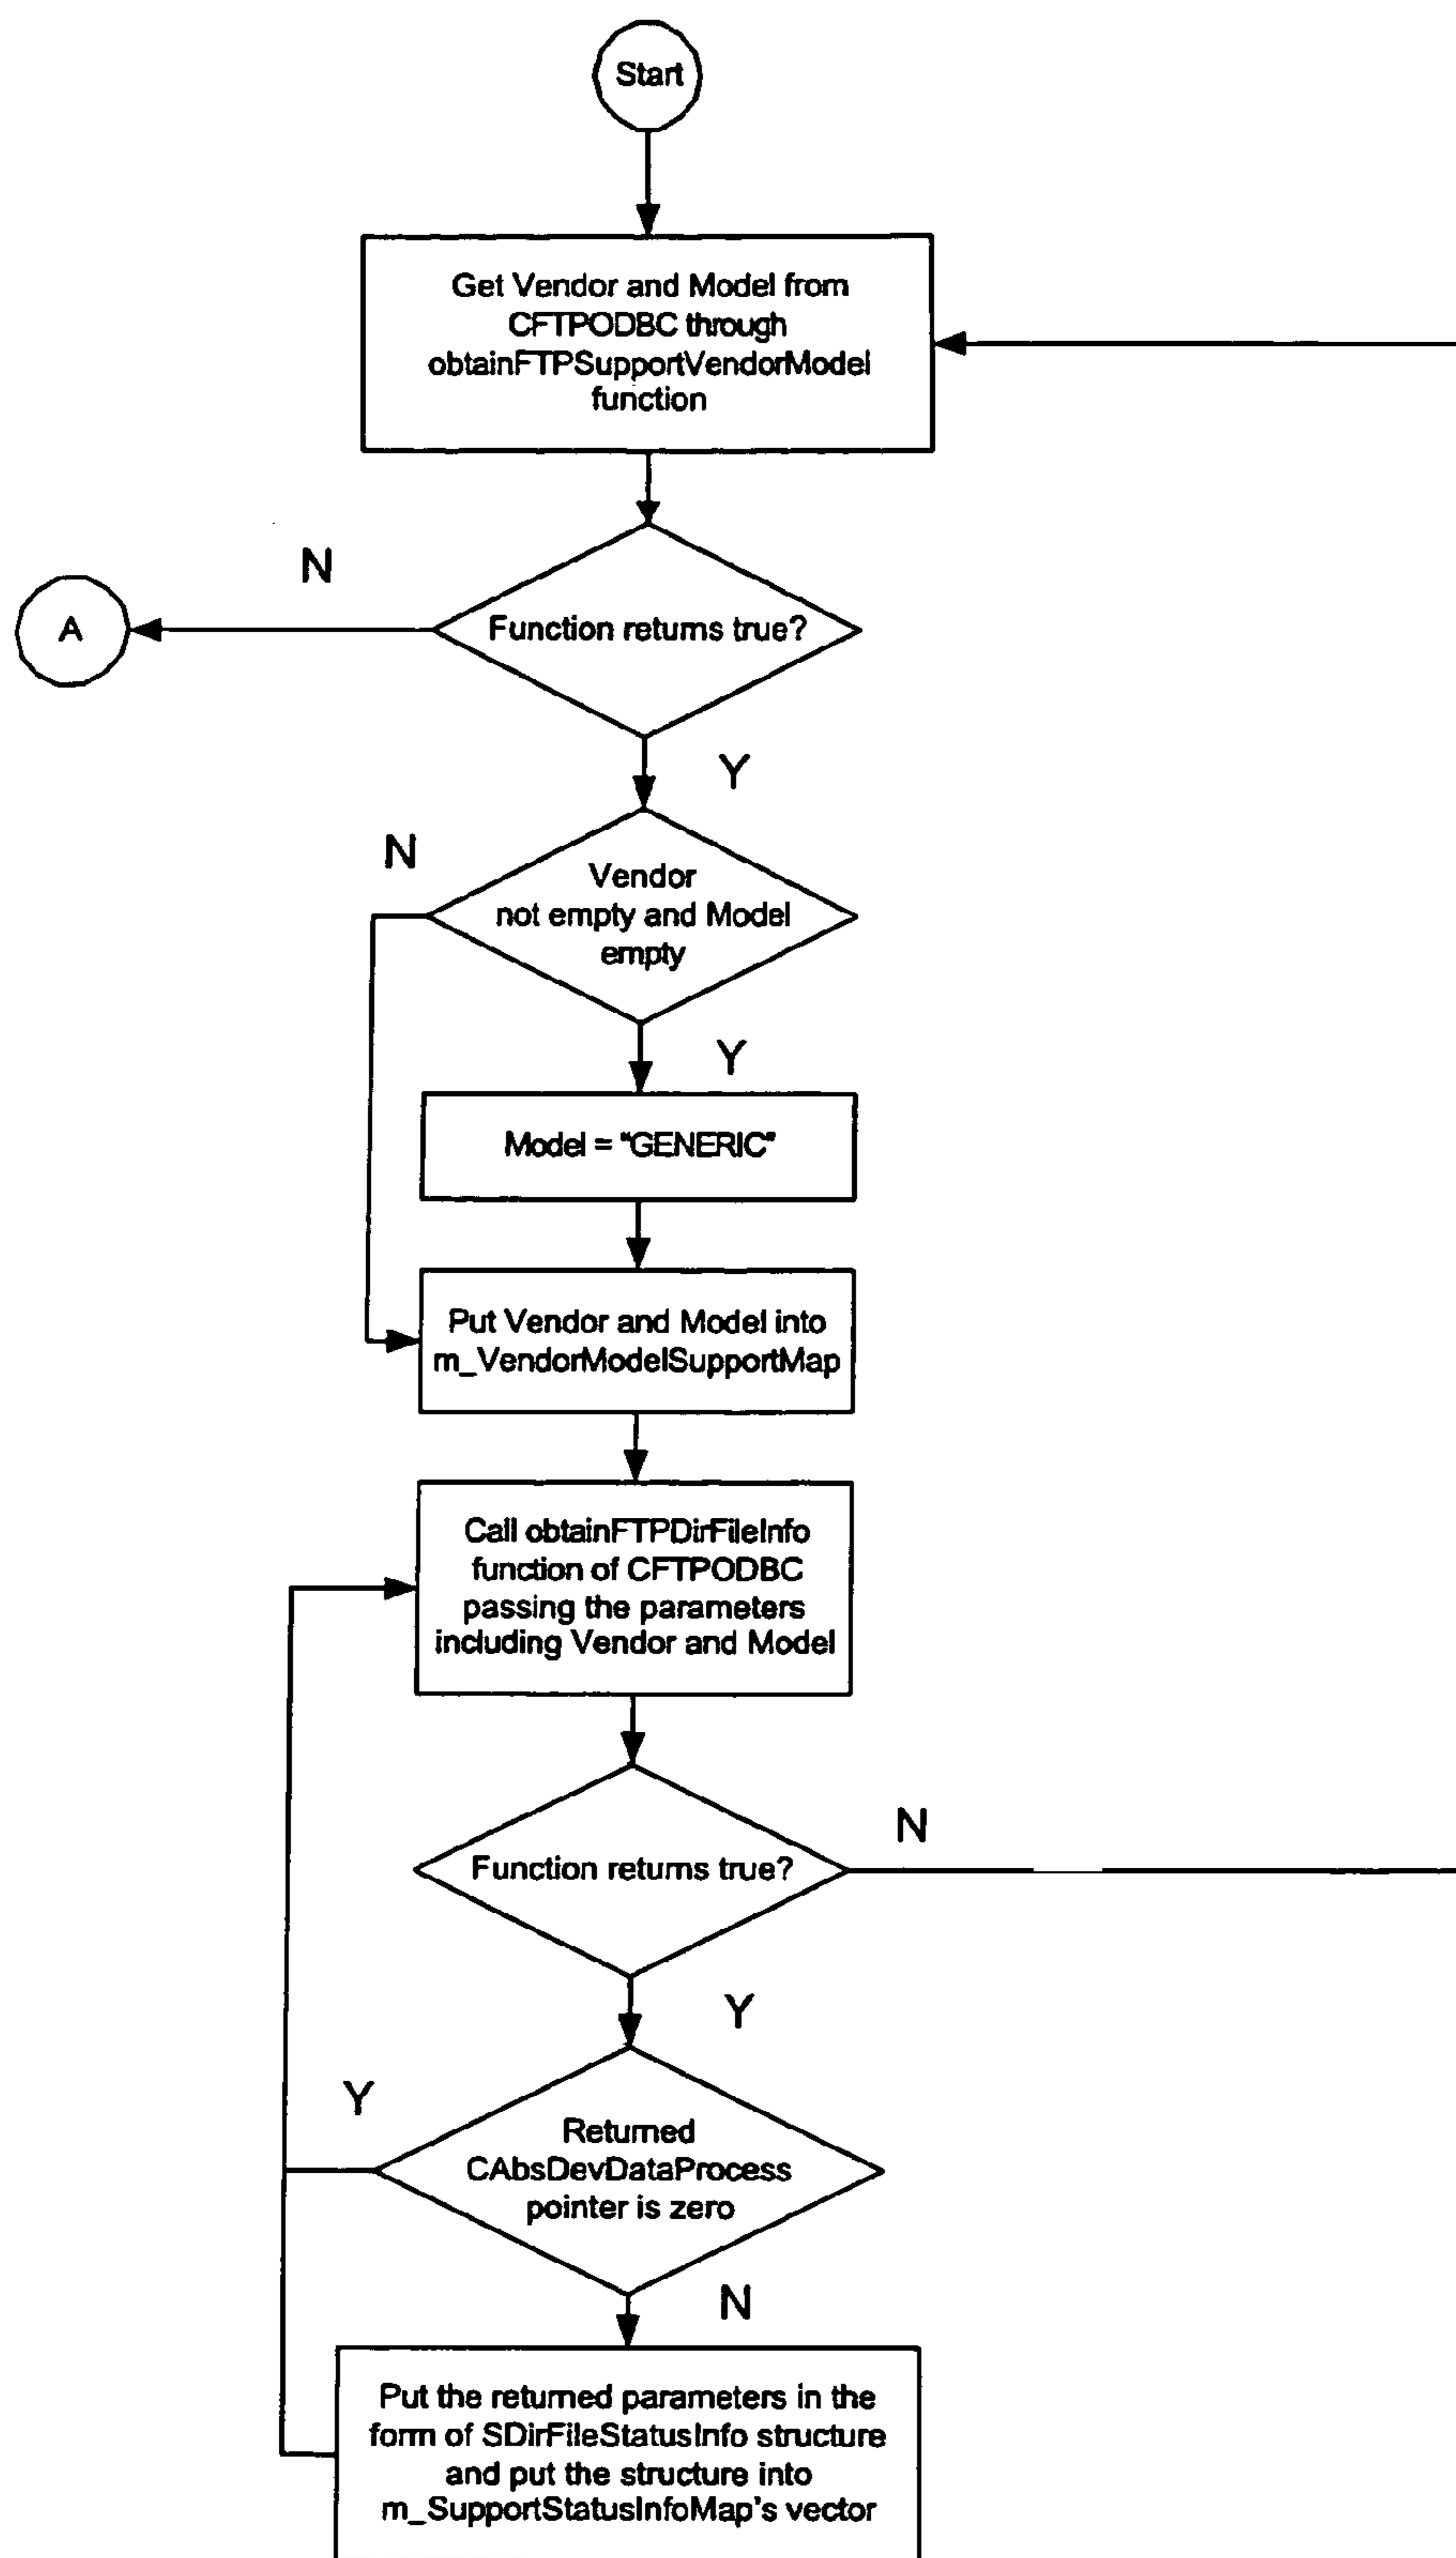 Start
Get Vendor and Model from
CFTPODBC through
obtainFTPSupportVendorModel
function
N
A
Function returns true?
Y
N
Vendor
not empty and Model
empty
Y
Model = "GENERIC"
Put Vendor and Model into
m_VendorModelSupportMap
Call obtainFTPDirFileInfo
function of CFTPODBC
passing the parameters
including Vendor and Model
N
Function returns true?
Y
Y
Returned
CAbsDevDataProcess
pointer is zero
N
Put the returned parameters in the
form of SDirFileStatusInfo structure
and put the structure into
m_SupportStatusInfoMap's vector